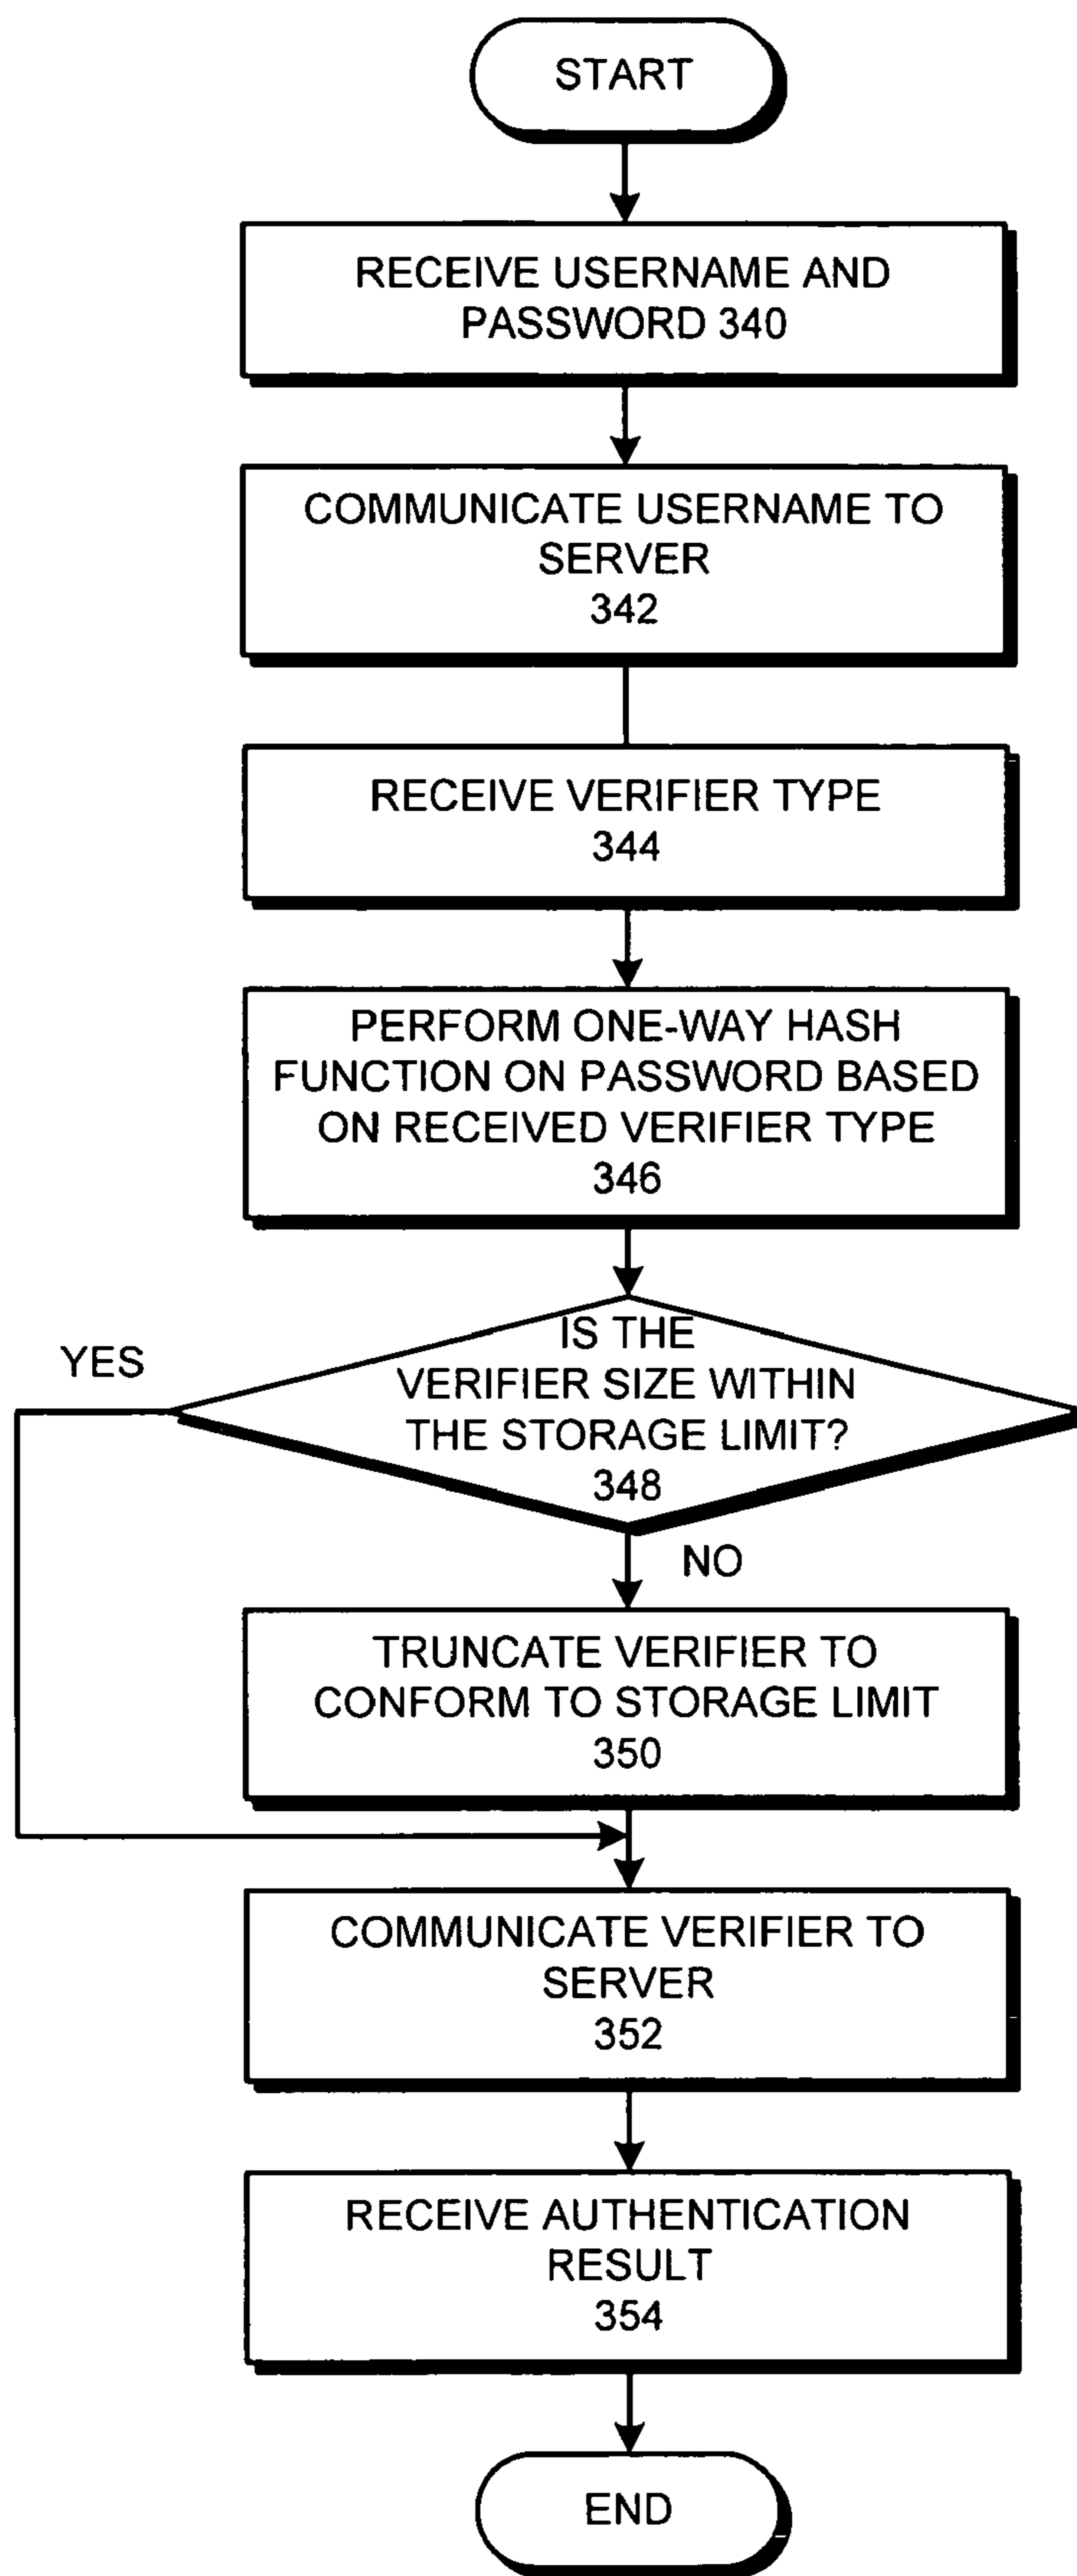 START
RECEIVE USERNAME AND
PASSWORD 340
COMMUNICATE USERNAME TO
SERVER
342
RECEIVE VERIFIER TYPE
344
PERFORM ONE-WAY HASH
FUNCTION ON PASSWORD BASED
ON RECEIVED VERIFIER TYPE
346
IS THE
VERIFIER SIZE WITHIN
THE STORAGE LIMIT?
348
YES
NO
TRUNCATE VERIFIER TO
CONFORM TO STORAGE LIMIT
350
COMMUNICATE VERIFIER TO
SERVER
352
RECEIVE AUTHENTICATION
RESULT
354
END